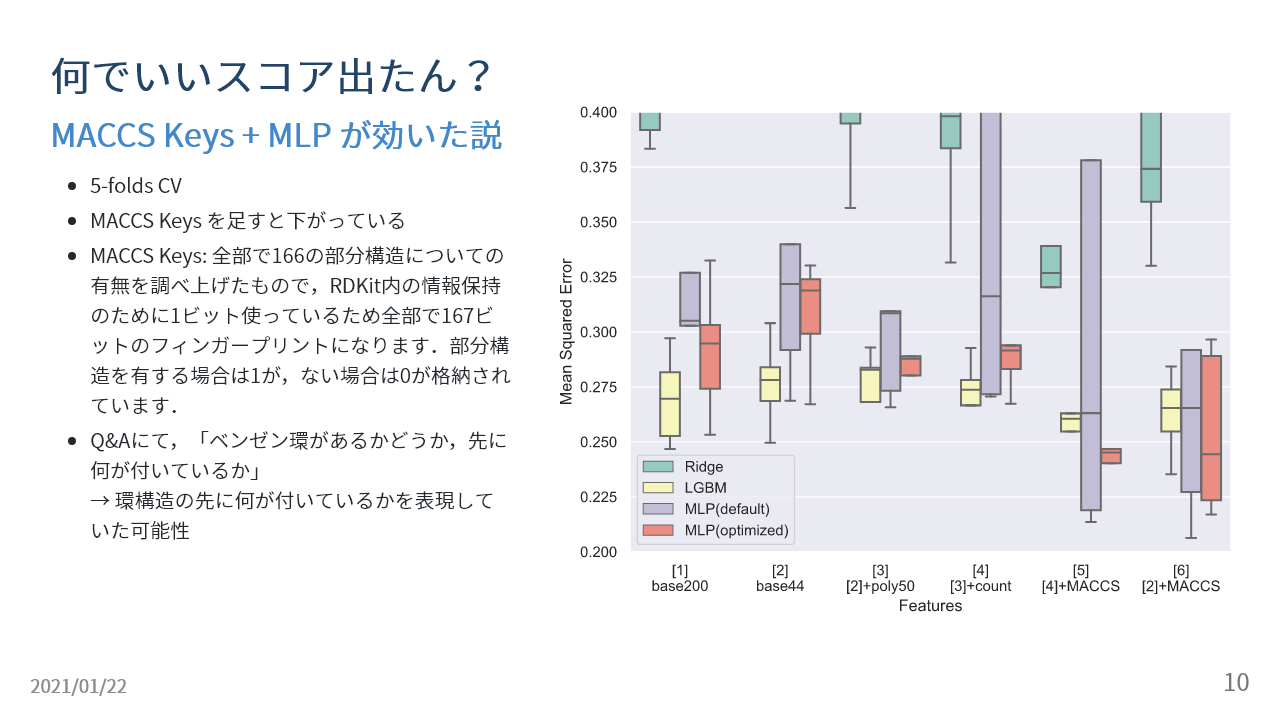 何でいいスコア出たん？
MACCS Keys + MLP が効いた説
• 5-folds CV
• MACCS Keys を足すと下がっている
• MACCS Keys: 全部で166の部分構造についての
有無を調べ上げたもので，RDKit内の情報保持
のために1ビット使っているため全部で167ビ
ットのフィンガープリントになります．部分構
造を有する場合は1が，ない場合は0が格納され
ています．
• Q&Aにて，「ベンゼン環があるかどうか，先に
何が付いているか」
→ 環構造の先に何が付いているかを表現して
いた可能性
Mean Squared Error
0.400
0.375
0.350
0.325
0.300
0.275
0.250
0.225
0.200
Ridge
LGBM
MLP(default)
MLP(optimized)
[1] [2] [3] [4] [5] [6]
base200 base44 [2]+poly50 [3]+count [4]+MACCS [2]+MACCS
Features
2021/01/22
10